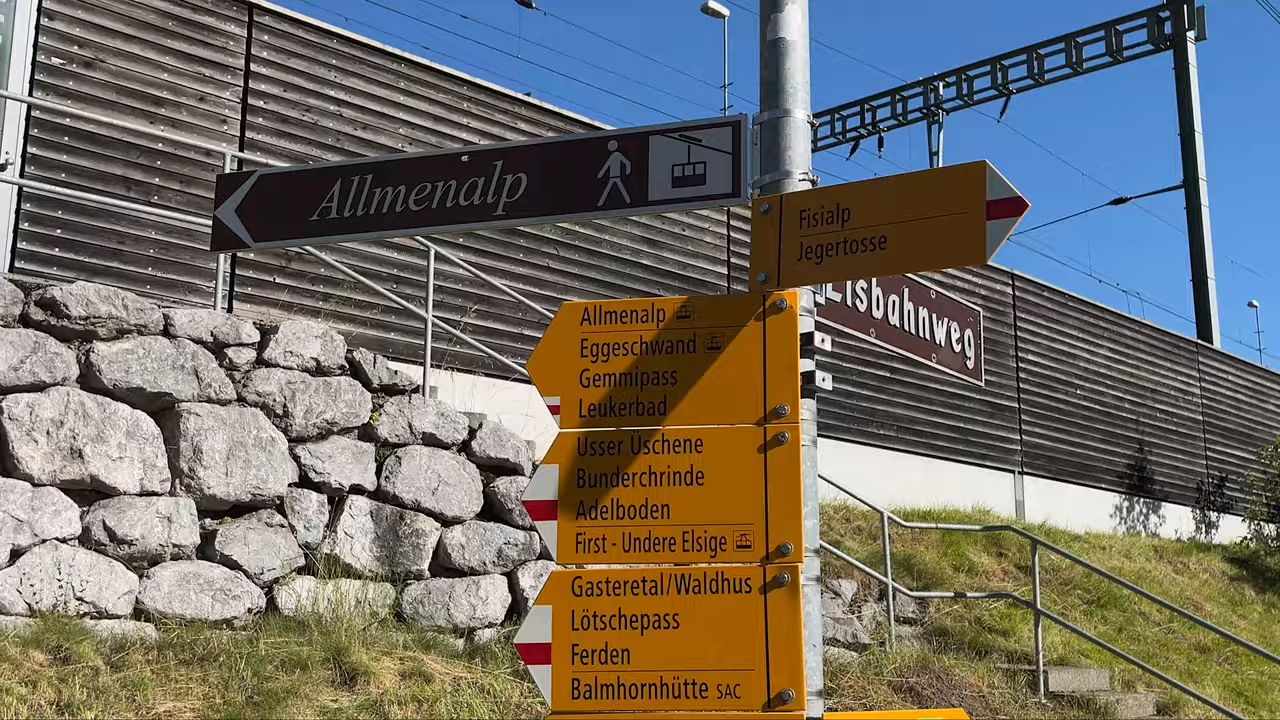 Allmenalp
Fisialp
Jegertosse
Eisbahnweg
Allmenalp
Eggeschwand
Gemmipass
Leukerbad
Usser Üschene
Bunderchrinde
Adelboden
First - Undere Elsige
Gasteretal/Waldhus
Lötschepass
Ferden
Balmhornhütte SAC